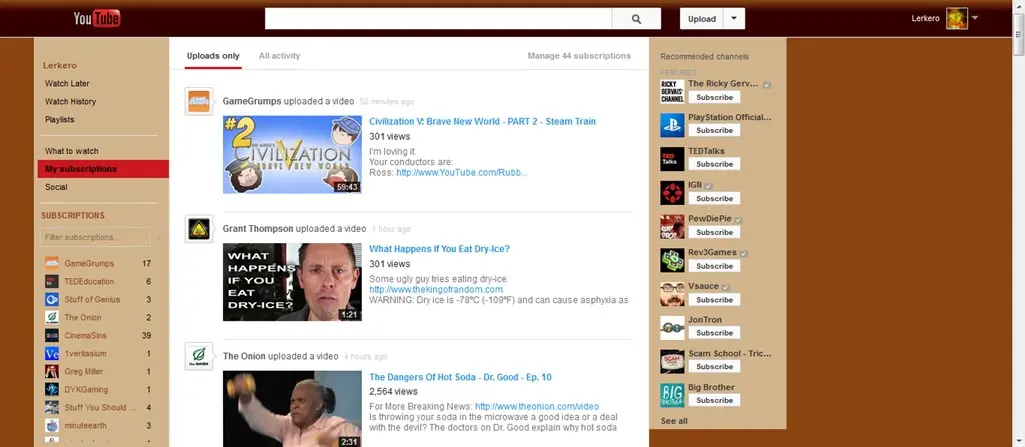 YouTube
Upload
Lerkero
Lerkero
Watch Later
Watch History
Playlists
What to watch
My subscriptions
Social
SUBSCRIPTIONS
Filter subscriptions...
GameGrumps 17
TEDEducation 6
Stuff of Genius 3
The Onion 2
CinemaSins 39
1veritasium 1
Greg Miller 1
DYKGaming 1
Stuff You Should ... 4
minuteearth 1
Uploads only
All activity
Manage 44 subscriptions
GameGrumps uploaded a video 50 minutes ago
#2
CIVILIZATION V
BRAVE NEW WORLD
59:43
Civilization V: Brave New World - PART 2 - Steam Train
301 views
I'm loving it.
Your conductors are:
Ross: http://www.YouTube.com/Rubb...
Grant Thompson uploaded a video 1 hour ago
WHAT
HAPPENS
IF YOU
EAT
DRY-ICE?
1:21
What Happens If You Eat Dry-Ice?
301 views
Some ugly guy tries eating dry-ice.
http://www.thekingofrandom.com
WARNING: Dry ice is -78ºC (-109ºF) and can cause asphyxia as
The Onion uploaded a video 4 hours ago
2:31
The Dangers Of Hot Soda - Dr. Good - Ep. 10
2,564 views
For More Breaking News: http://www.theonion.com/video
Is throwing your soda in the microwave a good idea or a deal
with the devil? The doctors on Dr. Good explain why hot soda
Recommended channels
FEATURED
RICKY
GERVAIS'
CHANNEL
The Ricky Gerv...
Subscribe
PlayStation Official...
Subscribe
TED
Talks
TEDTalks
Subscribe
IGN
Subscribe
PewDiePie
Subscribe
Rev3Games
Subscribe
Vsauce
Subscribe
JonTron
Subscribe
SCAM
Scam School - Tric...
Subscribe
BIG
Big Brother
Subscribe
See all